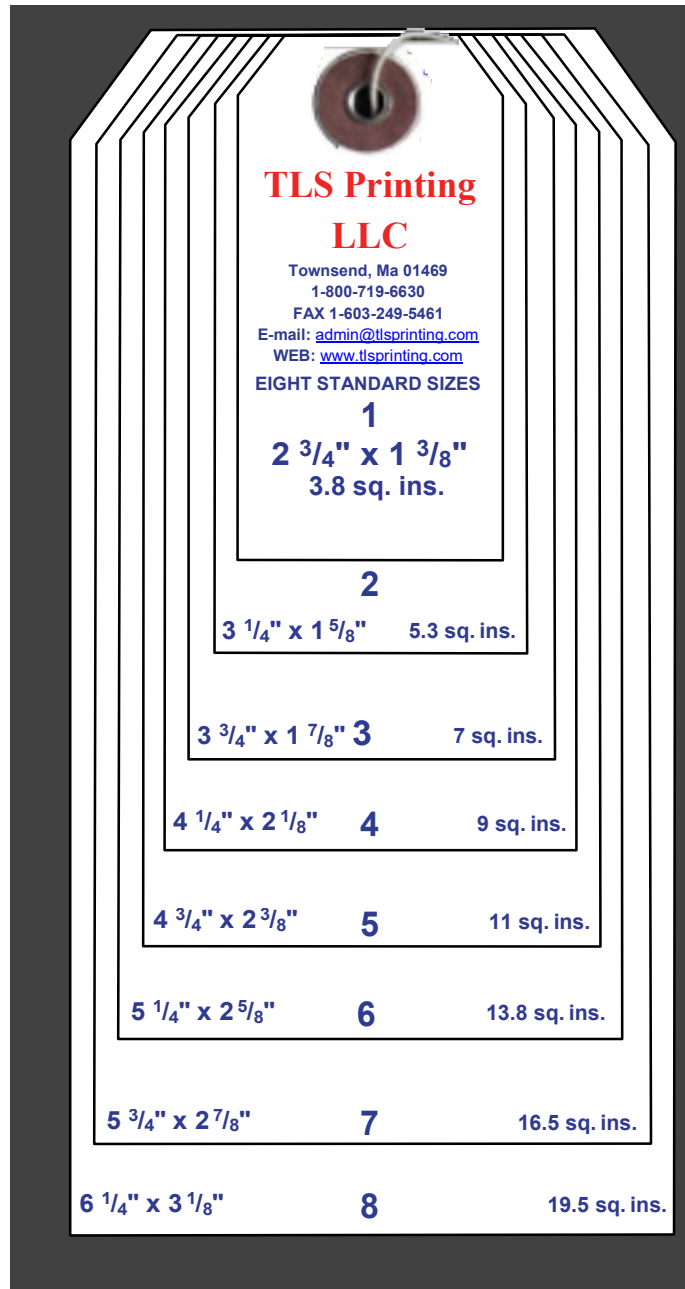 TLS Printing
LLC
Townsend, Ma 01469
1-800-719-6630
FAX 1-603-249-5461
E-mail: admin@tlsprinting.com
WEB: www.tlsprinting.com
EIGHT STANDARD SIZES
1
2 3/4" x 1 3/8"
3.8 sq. ins.
2
3 1/4" x 1 5/8" 5.3 sq. ins.
3 3/4" x 1 7/8" 3 7 sq. ins.
4 1/4" x 2 1/8" 4 9 sq. ins.
4 3/4" x 2 3/8" 5 11 sq. ins.
5 1/4" x 2 5/8" 6 13.8 sq. ins.
5 3/4" x 2 7/8" 7 16.5 sq. ins.
6 1/4" x 3 1/8" 8 19.5 sq. ins.